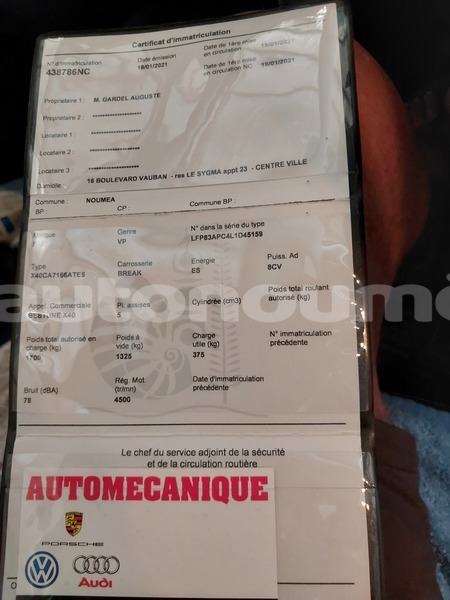 Certificat d'immatriculation
N° d'immatriculation Date émission Date de 1ère mise en circulation 15/01/2021
438786NC 18/01/2021 Date de 1ère mise en circulation NC 15/01/2021
Propriétaire 1 : M. GARDEL AUGUSTE
Propriétaire 2 : ********************
Locataire 1 : ********************
Locataire 2 : ********************
Locataire 3 ********************
Domicile : 16 BOULEVARD VAUBAN - res LE SYGMA appt 23 - CENTRE VILLE
Commune : NOUMEA Commune BP :
BP : CP :
Genre N° dans la série du type
VP LFP83APC4L1D45159
Type Carrosserie Energie Puiss. Ad
X40CA7166ATE5 BREAK ES 8CV
Appel. Commerciale Pl. assises Cylindrée (cm3) Poids total roulant autorisé (kg)
BESTUNE X40 5
autonoum
Poids total autorisé en charge (kg) Poids à vide (kg) Charge utile (kg) N° immatriculation précédente
1700 1325 375
Bruit (dBA) Rég. Mot (tr/mn) Date d'immatriculation précédente
78 4500
Le chef du service adjoint de la sécurité
et de la circulation routière
AUTOMECANIQUE
PORSCHE
Audi